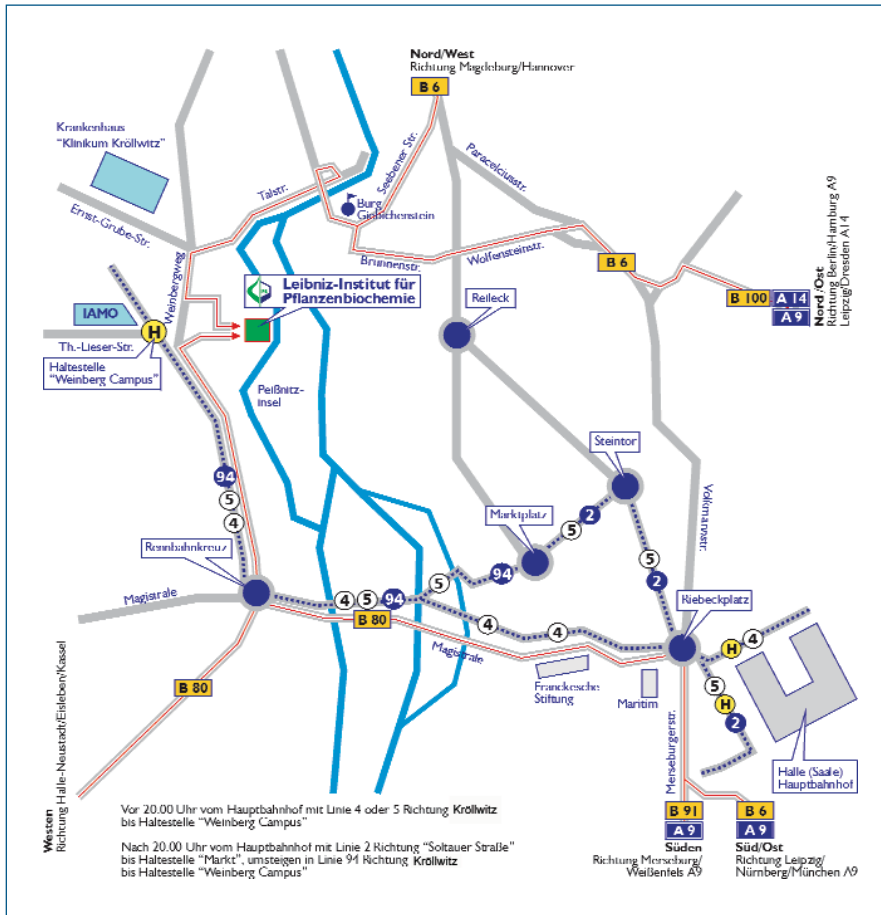 Nord/West
Richtung Magdeburg/Hannover
B 6
Krankenhaus
“Klinikum Kröllwitz”
Ernst-Grube-Str.
Talstr.
Seebener Str.
Paracelciusstr.
Burg
Giebichenstein
Brunnenstr.
Wolfensteinstr.
B 6
B 100
A 14
A 9
Nord /Ost
Richtung Berlin/Hamburg A9
Leipzig/Dresden A14
Weinbergweg
Leibniz-Institut für
Pflanzenbiochemie
Reileck
IAMO
H
Th.-Lieser-Str.
Haltestelle
“Weinberg Campus”
Peißnitz-
insel
Steintor
94
5
4
Marktplatz
5
2
Volkmannstr.
Rennbahnkreuz
5
94
5
2
Riebeckplatz
Magistrale
4
5
94
4
4
H
4
B 80
Magistrale
5
H
2
B 80
Franckesche
Stiftung
Maritim
Merseburgerstr.
Halle (Saale)
Hauptbahnhof
Westen
Richtung Halle-Neustadt/Eisleben/Kassel
B 91
A 9
B 6
A 9
Süden
Richtung Merseburg/
Weißenfels A9
Süd/Ost
Richtung Leipzig/
Nürnberg/München A9
Vor 20.00 Uhr vom Hauptbahnhof mit Linie 4 oder 5 Richtung Kröllwitz
bis Haltestelle “Weinberg Campus”
Nach 20.00 Uhr vom Hauptbahnhof mit Linie 2 Richtung “Soltauer Straße”
bis Haltestelle “Markt”, umsteigen in Linie 94 Richtung Kröllwitz
bis Haltestelle “Weinberg Campus”